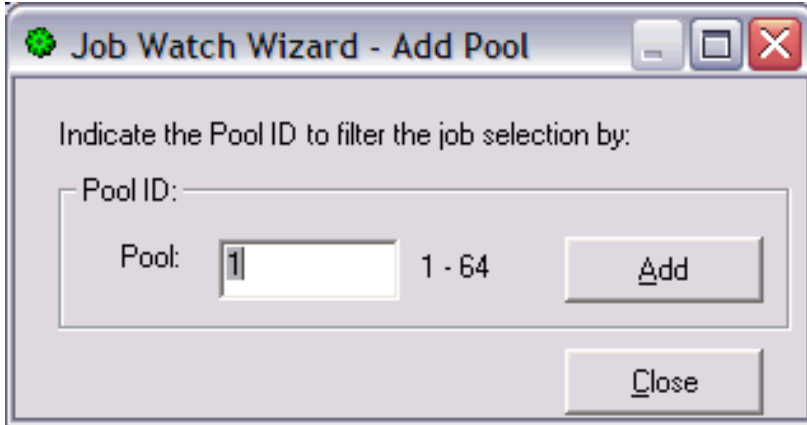 Job Watch Wizard - Add Pool
Indicate the Pool ID to filter the job selection by:
Pool ID:
Pool: 1 1 - 64 Add
Close